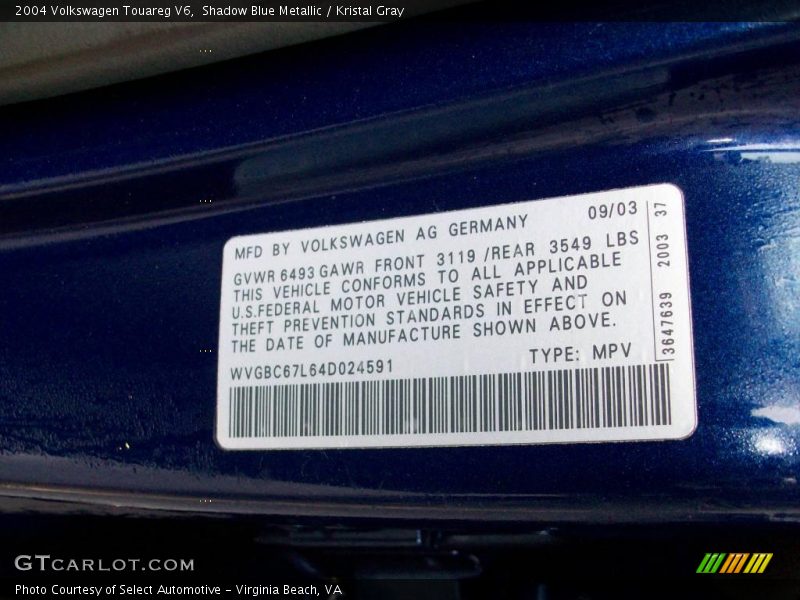 2004 Volkswagen Touareg V6,  Shadow Blue Metallic / Kristal Gray
MFD BY VOLKSWAGEN AG GERMANY 09/03
GVWR 6493 GAWR FRONT 3119 /REAR 3549 LBS
THIS VEHICLE CONFORMS TO ALL APPLICABLE
U.S.FEDERAL MOTOR VEHICLE SAFETY AND
THEFT PREVENTION STANDARDS IN EFFECT ON
THE DATE OF MANUFACTURE SHOWN ABOVE.
TYPE: MPV
WVGBC67L64D024591
3647639 2003 37
GTCARLOT.COM
Photo Courtesy of Select Automotive – Virginia Beach, VA